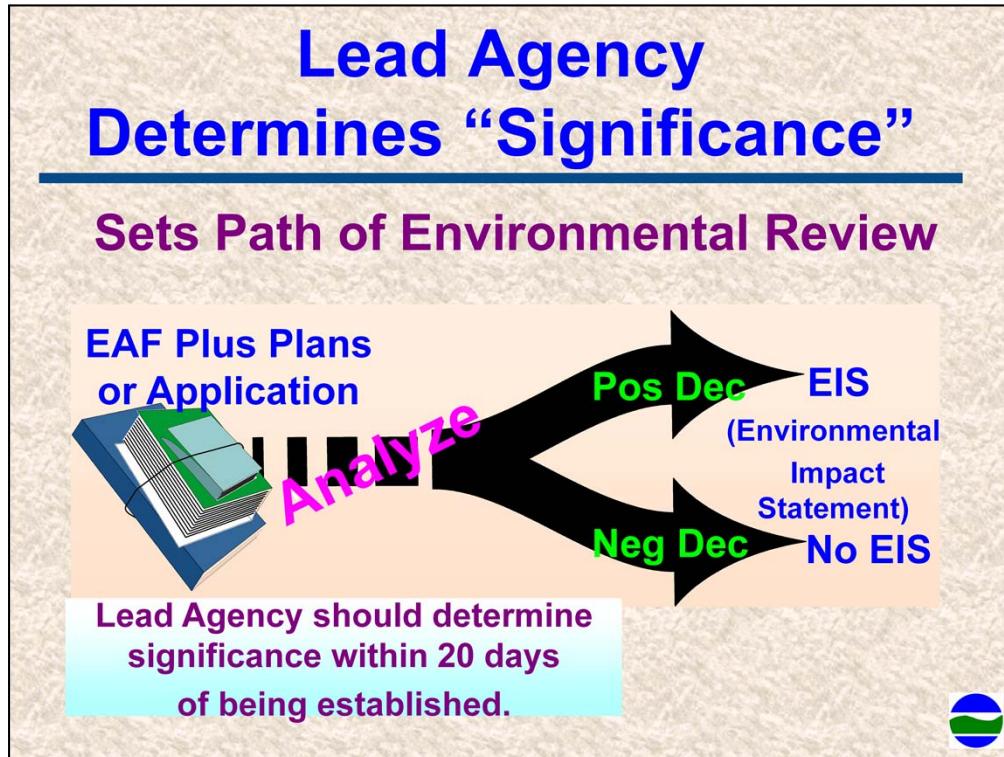 Lead Agency
Determines “Significance”
Sets Path of Environmental Review
EAF Plus Plans
or Application
Analyze
Pos Dec
EIS
(Environmental
Impact
Statement)
Neg Dec
No EIS
Lead Agency should determine
significance within 20 days
of being established.